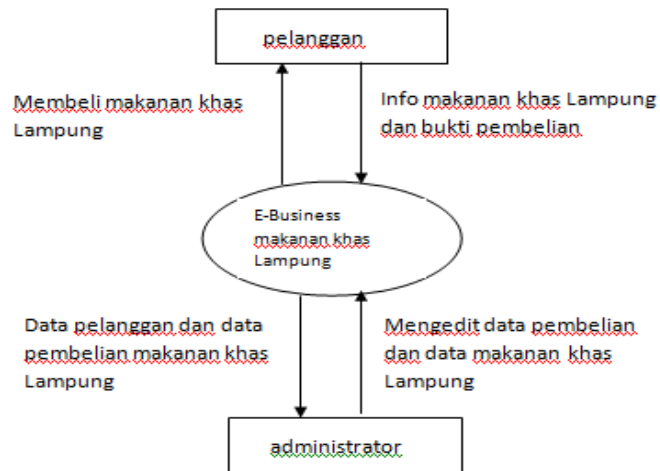 pelanggan
Membeli makanan khas
Lampung
Info makanan khas Lampung
dan bukti pembelian
E-Business
makanan khas
Lampung
Data pelanggan dan data
pembelian makanan khas
Lampung
Mengedit data pembelian
dan data makanan khas
Lampung
administrator